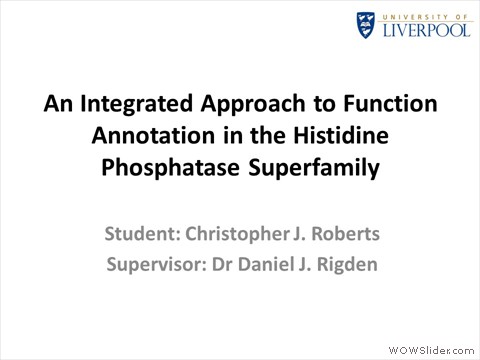 UNIVERSITY OF
LIVERPOOL
An Integrated Approach to Function
Annotation in the Histidine
Phosphatase Superfamily
Student: Christopher J. Roberts
Supervisor: Dr Daniel J. Rigden
WOWSlider.com